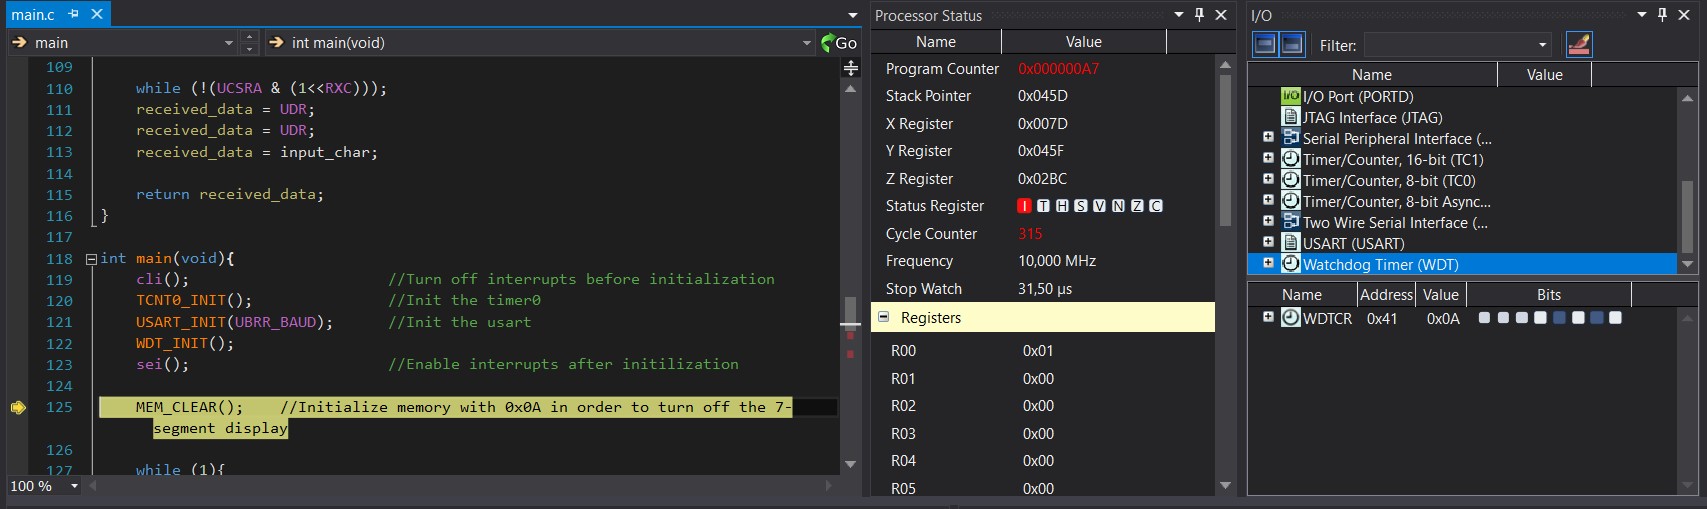 main.c
main
int main(void)
Go
109
110 while (!(UCSRA & (1<<RXC)));
111 received_data = UDR;
112 received_data = UDR;
113 received_data = input_char;
114
115 return received_data;
116 }
117
118 int main(void){
119 cli(); //Turn off interrupts before initialization
120 TCNT0_INIT(); //Init the timer0
121 USART_INIT(UBRR_BAUD); //Init the usart
122 WDT_INIT();
123 sei(); //Enable interrupts after initilization
124
125 MEM_CLEAR(); //Initialize memory with 0x0A in order to turn off the 7-
segment display
126
127 while (1){
100 %
Processor Status
Name Value
Program Counter 0x000000A7
Stack Pointer 0x045D
X Register 0x007D
Y Register 0x045F
Z Register 0x02BC
Status Register I T H S V N Z C
Cycle Counter 315
Frequency 10,000 MHz
Stop Watch 31,50 µs
Registers
R00 0x01
R01 0x00
R02 0x00
R03 0x00
R04 0x00
R05 0x00
I/O
Filter:
Name Value
I/O I/O Port (PORTD)
JTAG Interface (JTAG)
Serial Peripheral Interface (...
Timer/Counter, 16-bit (TC1)
Timer/Counter, 8-bit (TC0)
Timer/Counter, 8-bit Async...
Two Wire Serial Interface (...
USART (USART)
Watchdog Timer (WDT)
Name Address Value Bits
WDTCR 0x41 0x0A